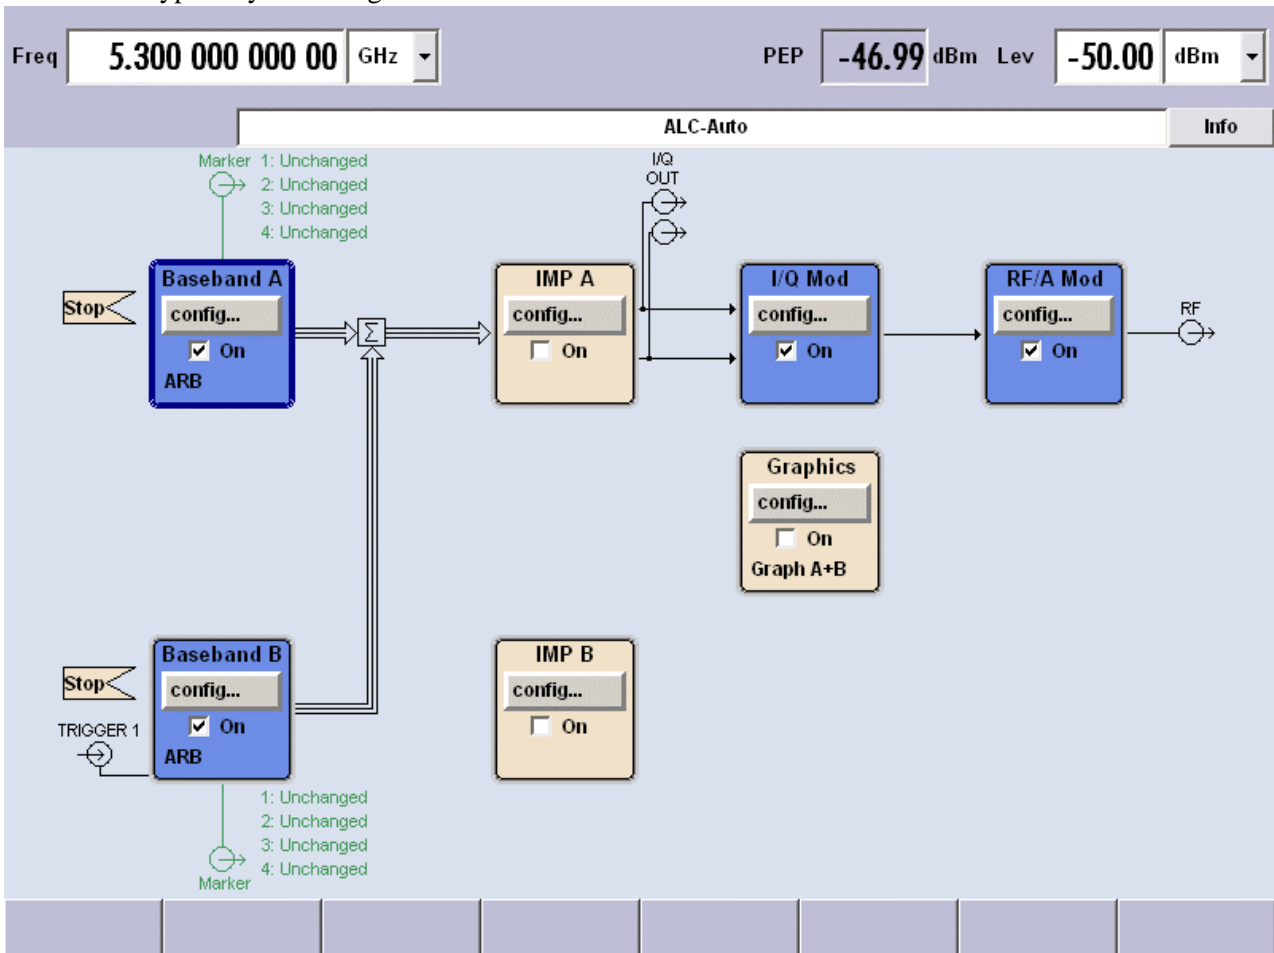 Freq 5.300 000 000 00 GHz PEP -46.99 dBm Lev -50.00 dBm
ALC-Auto Info
Marker 1: Unchanged
2: Unchanged
3: Unchanged
4: Unchanged
I/Q
OUT
Baseband A IMP A I/Q Mod RF/A Mod
Stop config... Σ config... config... config... RF
On On On On
ARB
Graphics
config...
On
Graph A+B
Baseband B IMP B
Stop config... config...
TRIGGER 1 On On
ARB
1: Unchanged
2: Unchanged
3: Unchanged
4: Unchanged
Marker